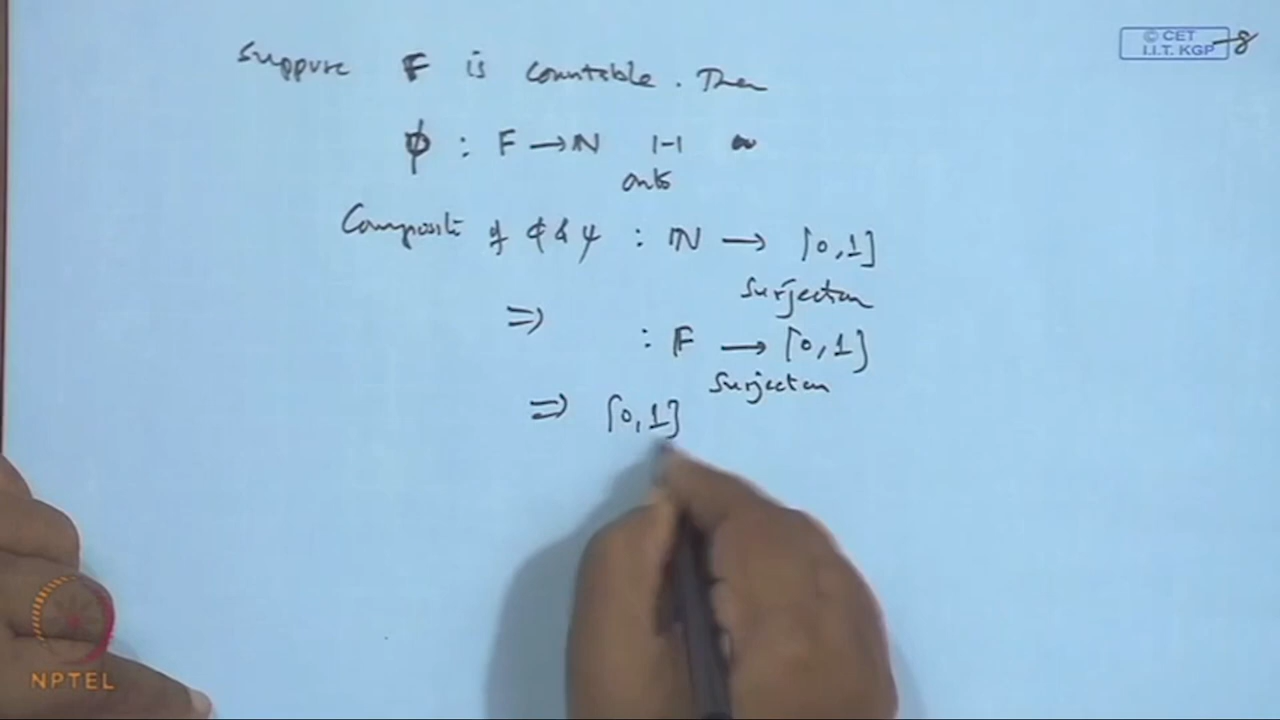 Suppose F is Countable. Then
ϕ : F → ℕ 1-1
onto
Composite of ϕ & ψ : ℕ → [0,1]
Surjection
⇒ : F → [0,1]
Surjection
⇒ [0,1]
© CET
I.I.T. KGP
8
NPTEL